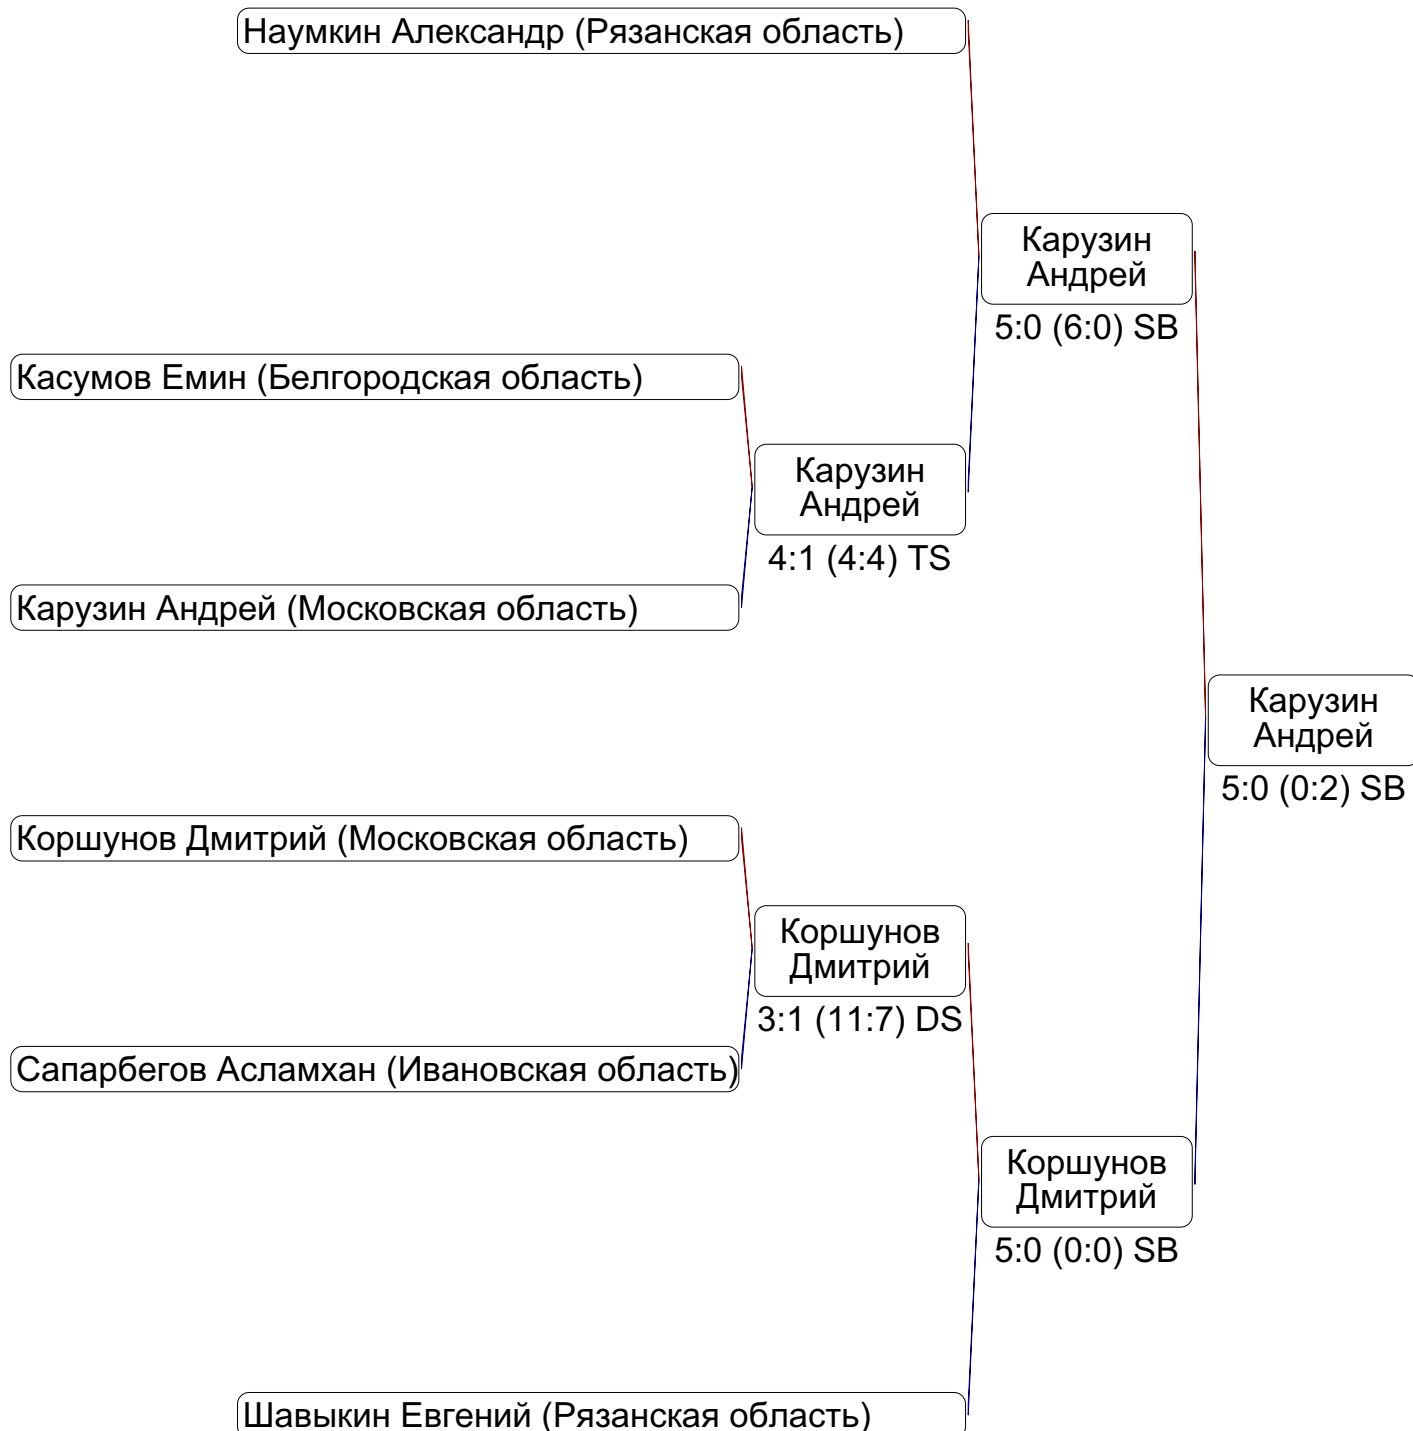 Наумкин Александр (Рязанская область)
Карузин
Андрей
5:0 (6:0) SB
Касумов Емин (Белгородская область)
Карузин
Андрей
4:1 (4:4) TS
Карузин Андрей (Московская область)
Карузин
Андрей
5:0 (0:2) SB
Коршунов Дмитрий (Московская область)
Коршунов
Дмитрий
3:1 (11:7) DS
Сапарбегов Асламхан (Ивановская область)
Коршунов
Дмитрий
5:0 (0:0) SB
Шавыкин Евгений (Рязанская область)